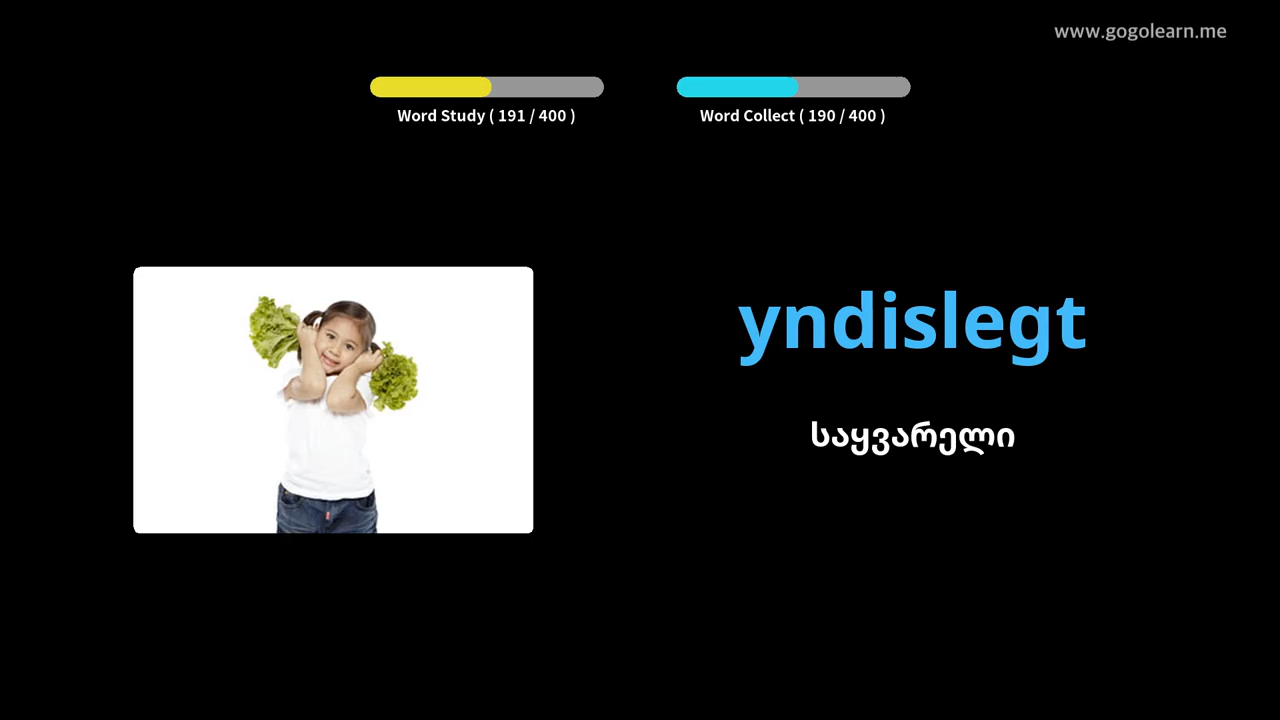 www.gogolearn.me
Word Study ( 191 / 400 )
Word Collect ( 190 / 400 )
yndislegt
საყვარელი